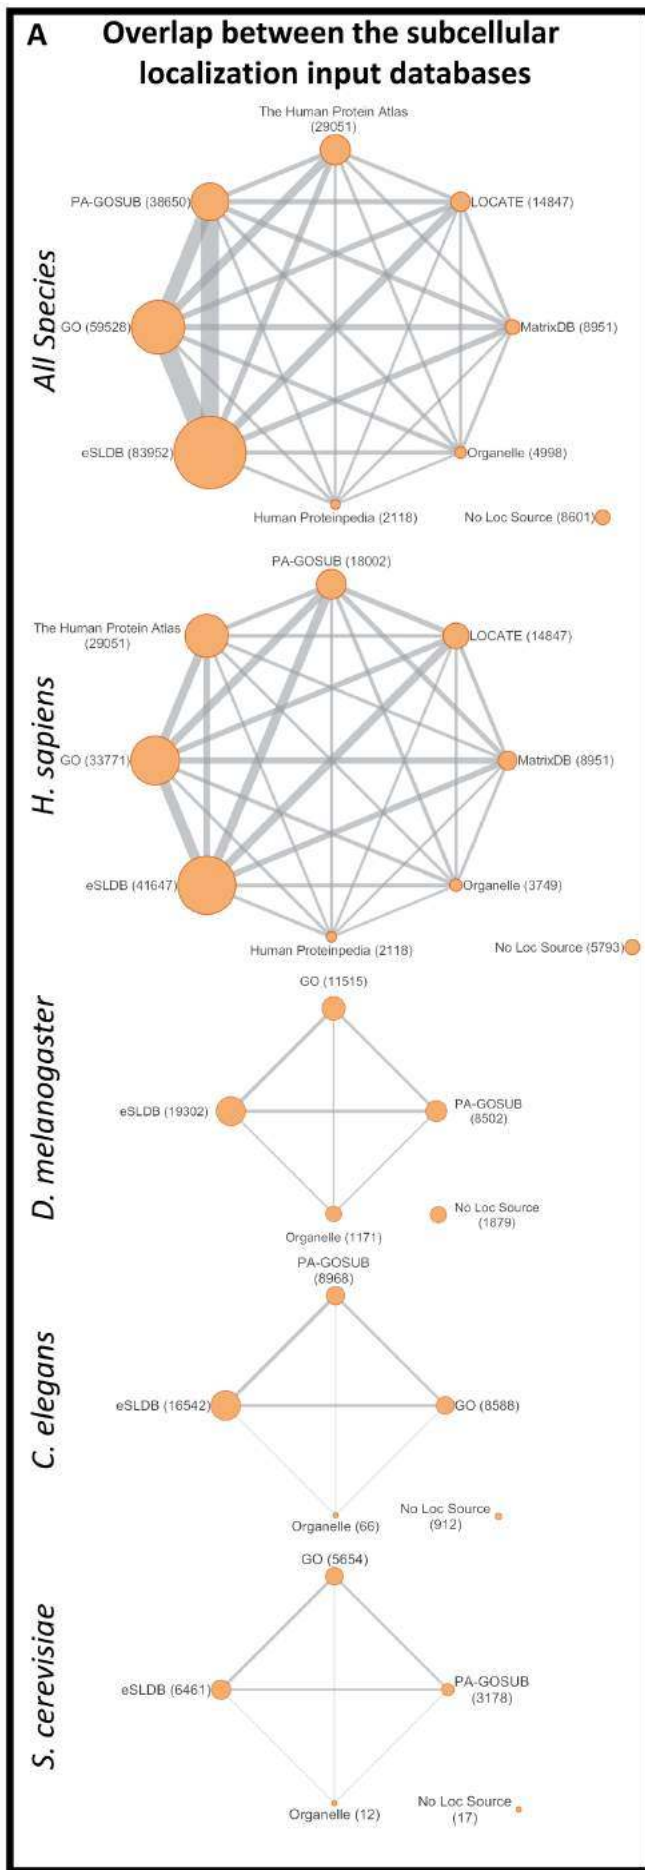 A Overlap between the subcellular
localization input databases
All Species
The Human Protein Atlas
(29051)
PA-GOSUB (38650)
LOCATE (14847)
GO (59528)
MatrixDB (8951)
eSLDB (83952)
Organelle (4998)
Human Proteinpedia (2118)
No Loc Source (8601)
H. sapiens
PA-GOSUB (18002)
The Human Protein Atlas
(29051)
LOCATE (14847)
GO (33771)
MatrixDB (8951)
eSLDB (41647)
Organelle (3749)
Human Proteinpedia (2118)
No Loc Source (5793)
D. melanogaster
GO (11515)
eSLDB (19302)
PA-GOSUB
(8502)
Organelle (1171)
No Loc Source
(1879)
C. elegans
PA-GOSUB
(8968)
eSLDB (16542)
GO (8588)
Organelle (66)
No Loc Source
(912)
S. cerevisiae
GO (5654)
eSLDB (6461)
PA-GOSUB
(3178)
Organelle (12)
No Loc Source
(17)